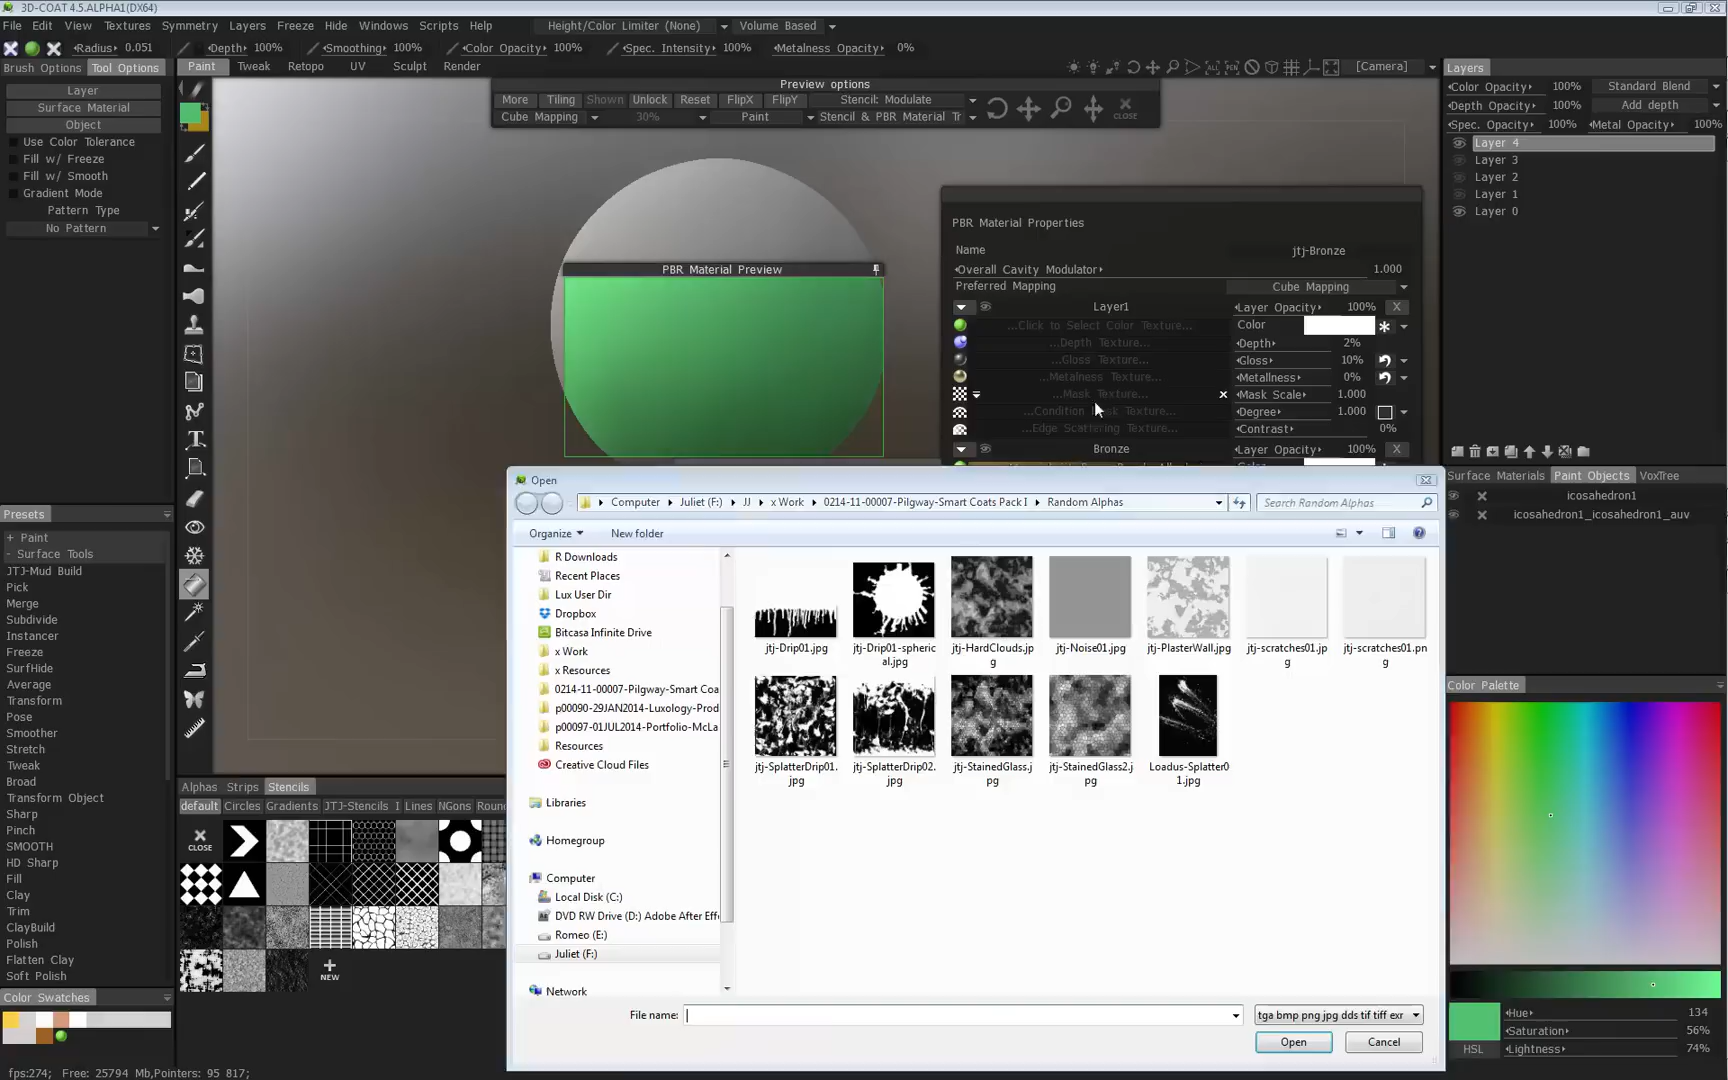 3D-COAT 4.5.ALPHA1(DX64)
File Edit View Textures Symmetry Layers Freeze Hide Windows Scripts Help Height/Color Limiter (None) Volume Based
Radius 0.051 Depth 100% Smoothing 100% Color Opacity 100% Spec. Intensity 100% Metalness Opacity 0%
Brush Options Tool Options Paint Tweak Retopo UV Sculpt Render [Camera]
Layer
Surface Material
Object
Use Color Tolerance
Fill w/ Freeze
Fill w/ Smooth
Gradient Mode
Pattern Type
No Pattern
Preview options
More Tiling Shown Unlock Reset FlipX FlipY Stencil: Modulate
Cube Mapping 30% Paint Stencil & PBR Material Tr CLOSE
PBR Material Preview
PBR Material Properties
Name jtj-Bronze
Overall Cavity Modulator 1.000
Preferred Mapping Cube Mapping
Layer1 Layer Opacity 100% X
...Click to Select Color Texture... Color
...Depth Texture... Depth 2%
...Gloss Texture... Gloss 10%
...Metalness Texture... Metallness 0%
...Mask Texture... Mask Scale 1.000
...Condition Mask Texture... Degree 1.000
...Edge Scattering Texture... Contrast 0%
Bronze Layer Opacity 100% X
Layers
Color Opacity 100% Standard Blend
Depth Opacity 100% Add depth
Spec. Opacity 100% Metal Opacity 100%
Layer 4
Layer 3
Layer 2
Layer 1
Layer 0
Surface Materials Paint Objects VoxTree
icosahedron1
icosahedron1_icosahedron1_auv
Color Palette
Hue 134
Saturation 56%
HSL Lightness 74%
Presets
+ Paint
- Surface Tools
JTJ-Mud Build
Pick
Merge
Subdivide
Instancer
Freeze
SurfHide
Average
Transform
Pose
Smoother
Stretch
Tweak
Broad
Transform Object
Sharp
Pinch
SMOOTH
HD Sharp
Fill
Clay
Trim
ClayBuild
Polish
Flatten Clay
Soft Polish
Color Swatches
Alphas Strips Stencils
default Circles Gradients JTJ-Stencils I Lines NGons Roun
CLOSE
NEW
Open
Computer Juliet (F:) JJ x Work 0214-11-00007-Pilgway-Smart Coats Pack I Random Alphas Search Random Alphas
Organize New folder
R Downloads
Recent Places
Lux User Dir
Dropbox
Bitcasa Infinite Drive
x Work
x Resources
0214-11-00007-Pilgway-Smart Coa
p00090-29JAN2014-Luxology-Prod
p00097-01JUL2014-Portfolio-McLa
Resources
Creative Cloud Files
Libraries
Homegroup
Computer
Local Disk (C:)
DVD RW Drive (D:) Adobe After Effe
Romeo (E:)
Juliet (F:)
Network
jtj-Drip01.jpg jtj-Drip01-spherical.jpg jtj-HardClouds.jpg jtj-Noise01.jpg jtj-PlasterWall.jpg jtj-scratches01.jpg jtj-scratches01.png
jtj-SplatterDrip01.jpg jtj-SplatterDrip02.jpg jtj-StainedGlass.jpg jtj-StainedGlass2.jpg Loadus-Splatter01.jpg
File name: tga bmp png jpg dds tif tiff exr
Open Cancel
fps:274; Free: 25794 Mb,Pointers: 95 817;